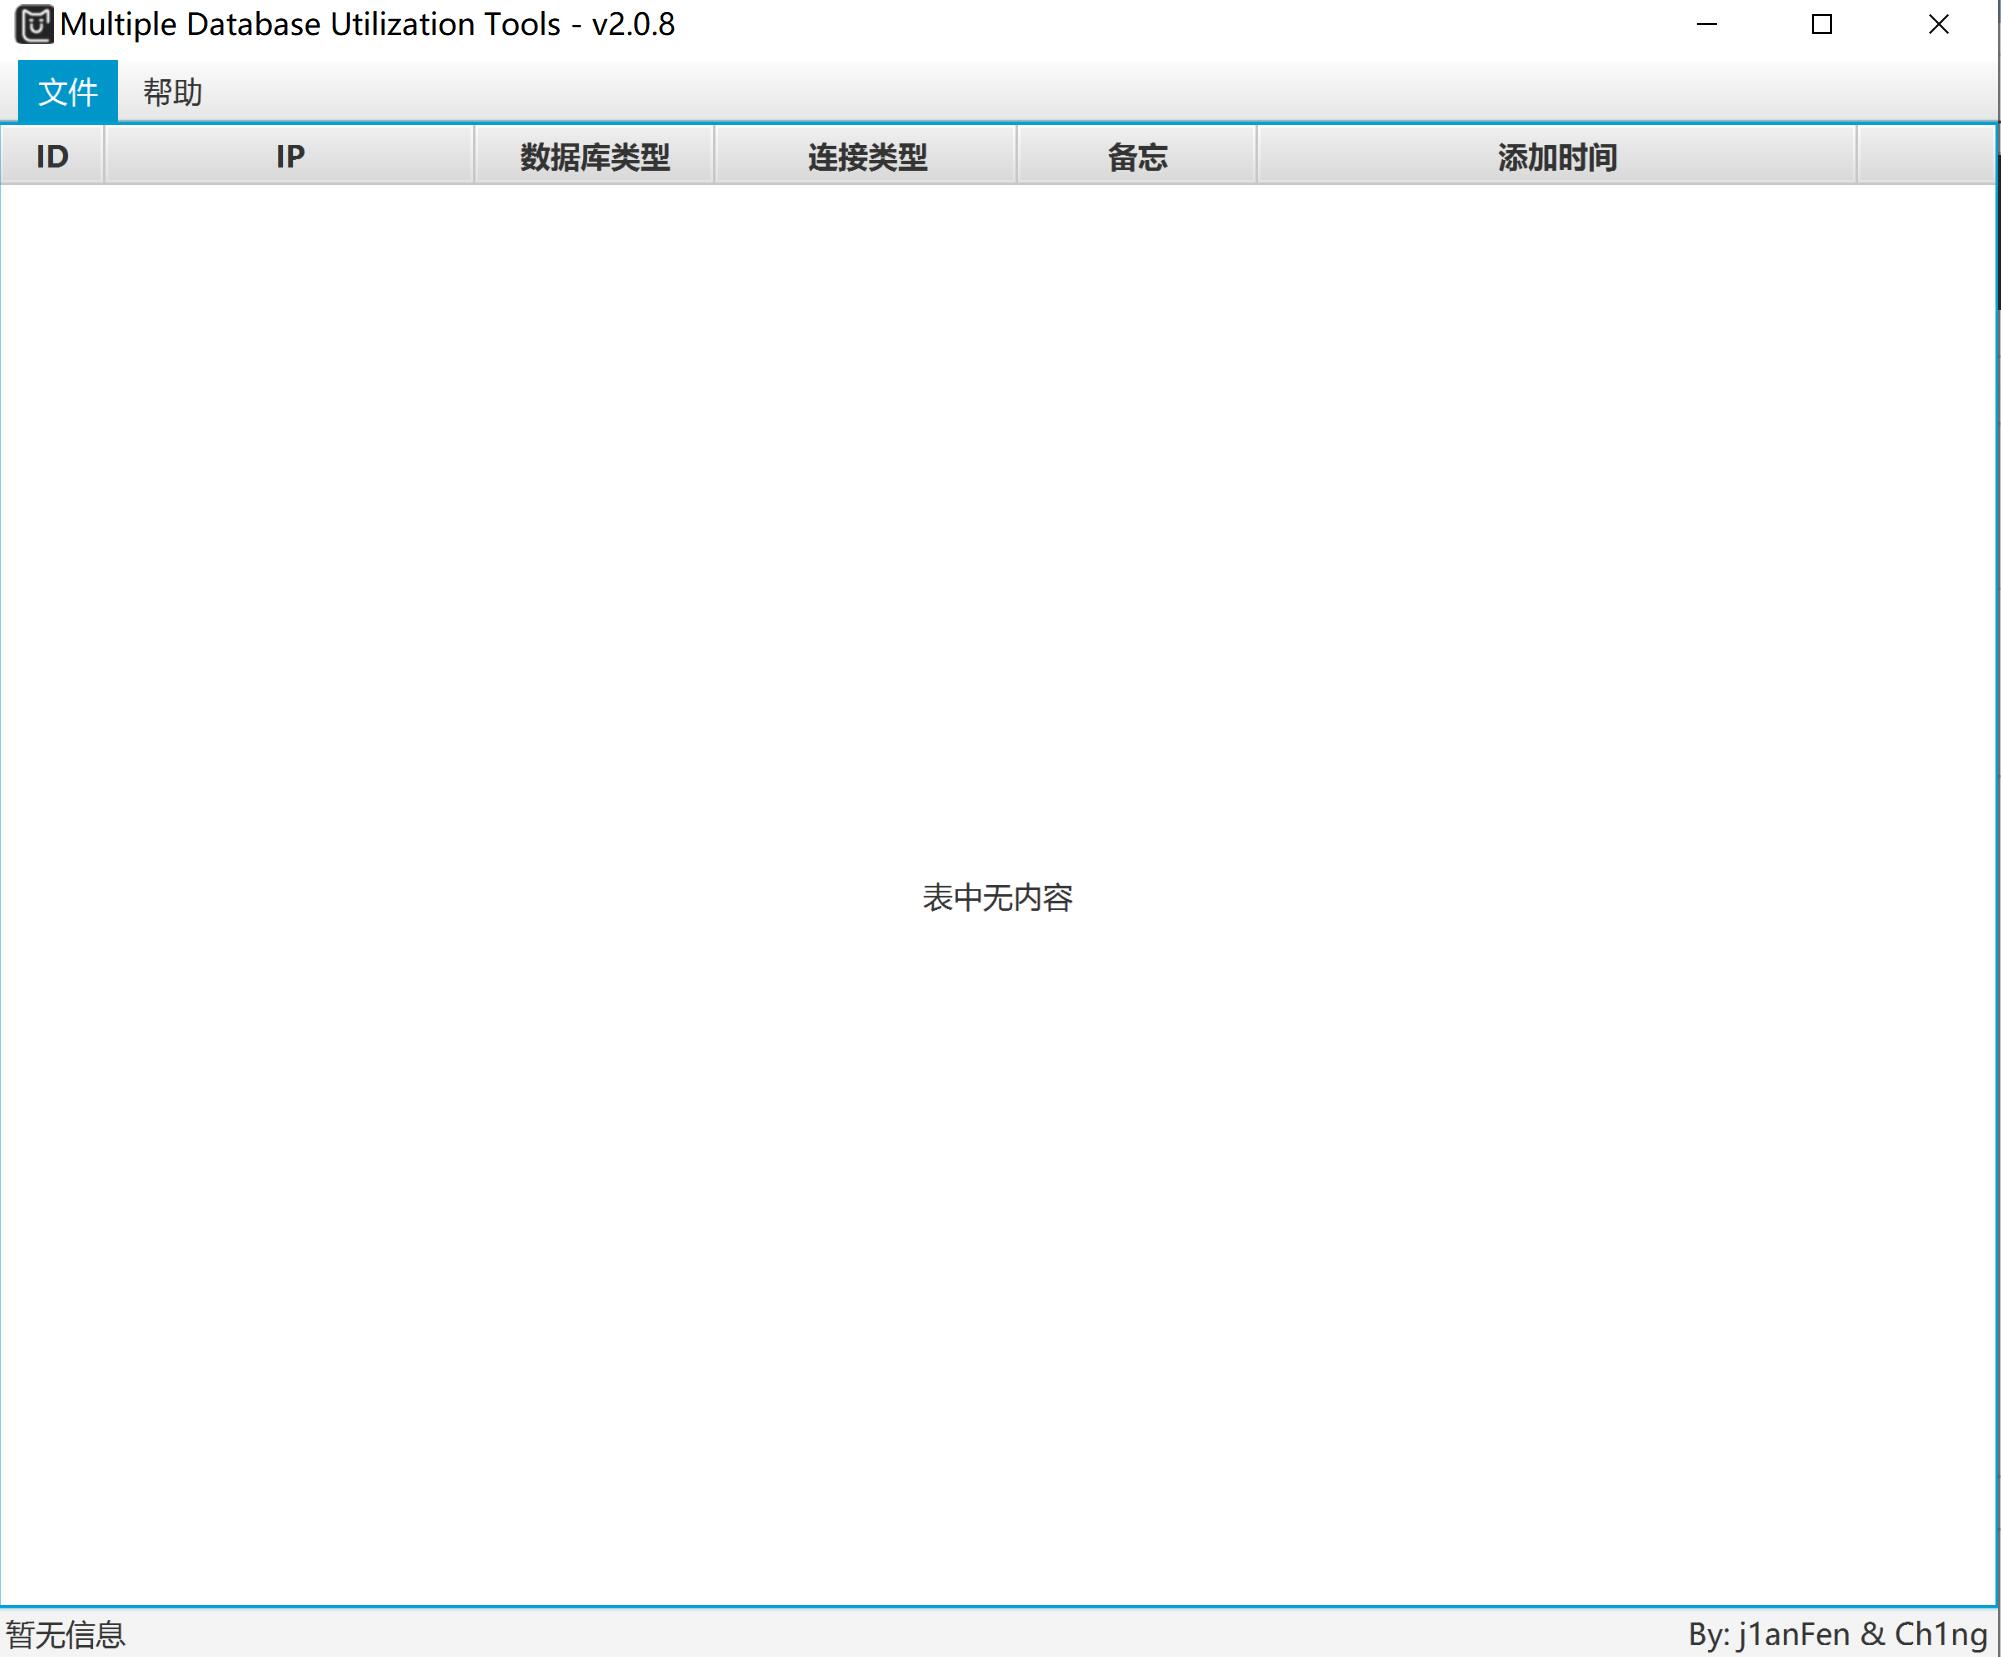 Multiple Database Utilization Tools - v2.0.8
文件 帮助
ID IP 数据库类型 连接类型 备忘 添加时间
表中无内容
暂无信息 By: j1anFen & Ch1ng